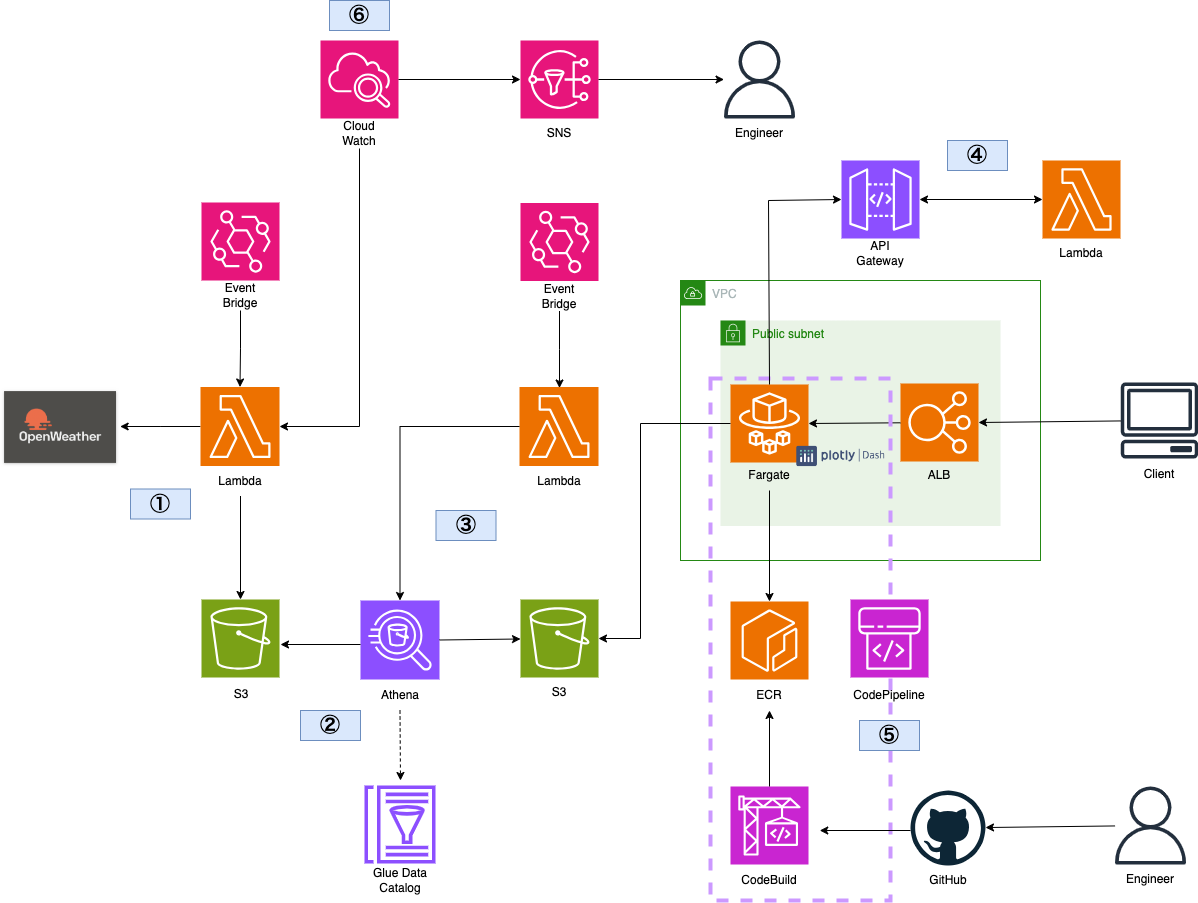 ⑥
Cloud
Watch
SNS
Engineer
④
API
Gateway
Lambda
Event
Bridge
Event
Bridge
VPC
Public subnet
OpenWeather
Lambda
Lambda
Fargate
plotly | Dash
ALB
Client
①
③
S3
Athena
S3
ECR
CodePipeline
②
⑤
Glue Data
Catalog
CodeBuild
GitHub
Engineer